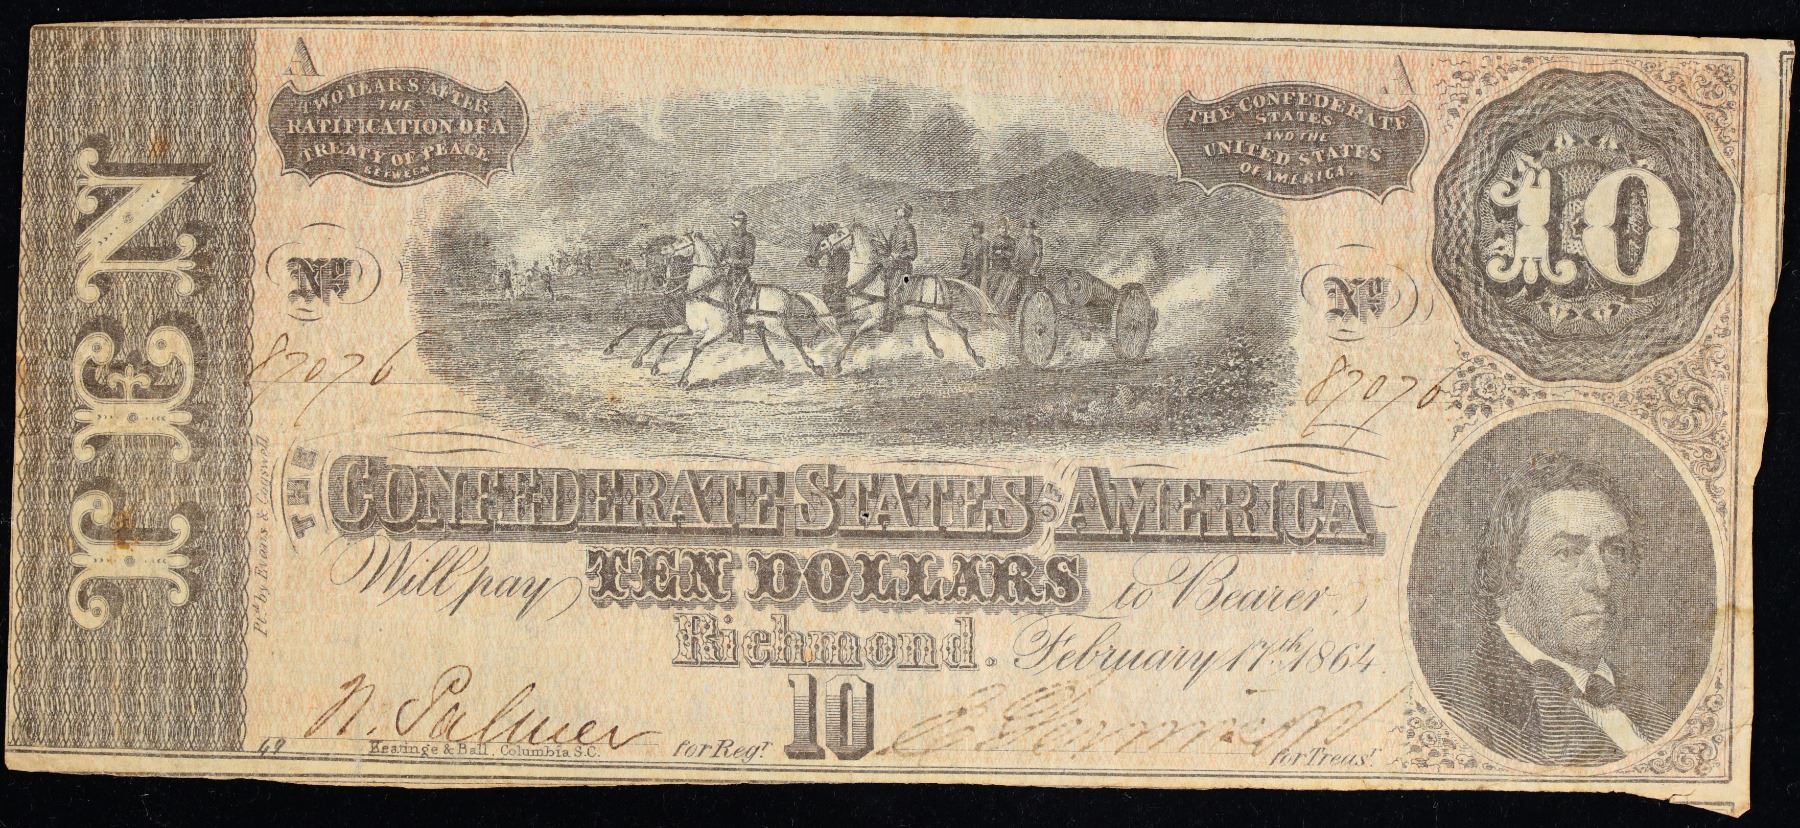 A
A
TWO YEARS AFTER
THE
RATIFICATION OF A
TREATY OF PEACE
BETWEEN
THE CONFEDERATE
STATES
AND THE
UNITED STATES
OF AMERICA.
10
TEN
No.
No.
87076
87076
THE CONFEDERATE STATES OF AMERICA
Will pay TEN DOLLARS to Bearer.
Richmond. February 17th 1864.
Ptd by Evans & Cogswell
N. Palmer
for Regr.
10
for Treasr.
49
Keatinge & Ball, Columbia S.C.